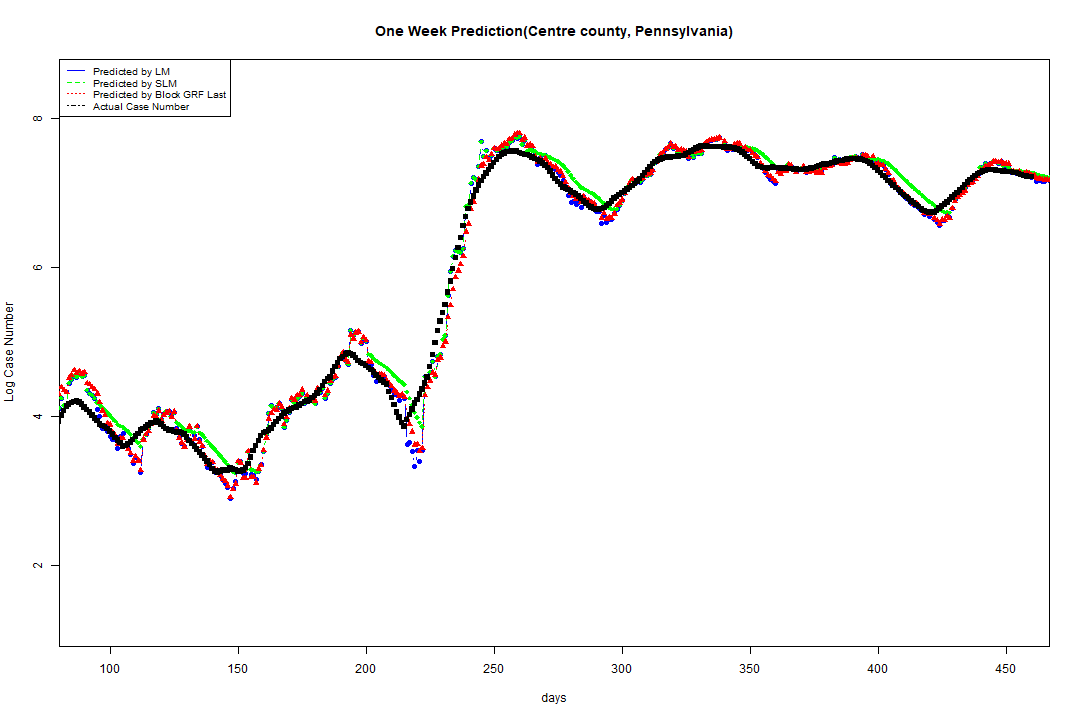 One Week Prediction(Centre county, Pennsylvania)
Predicted by LM
Predicted by SLM
Predicted by Block GRF Last
Actual Case Number
8
6
4
2
Log Case Number
100 150 200 250 300 350 400 450
days